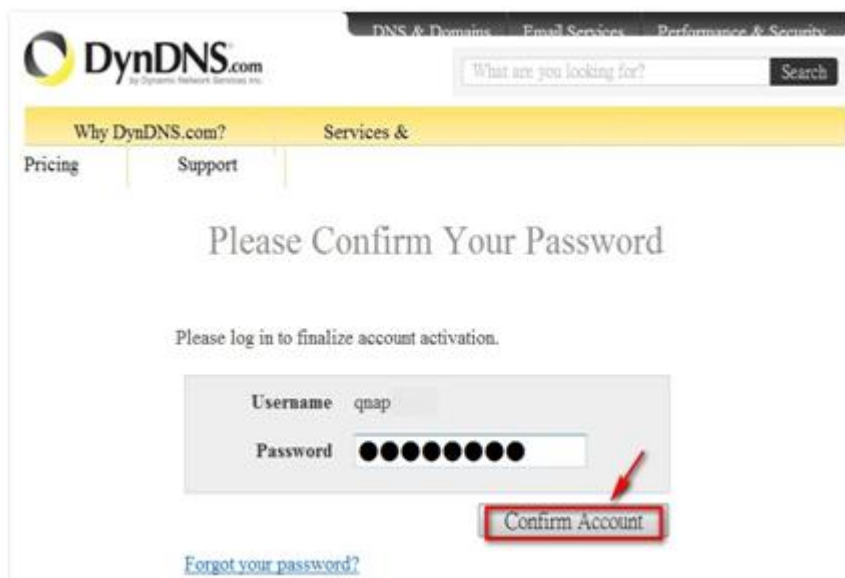 DNS & Domains Email Services Performance & Security
DynDNS.com
by Dynamic Network Services Inc.
What are you looking for? Search
Why DynDNS.com? Services &
Pricing Support
Please Confirm Your Password
Please log in to finalize account activation.
Username qnap
Password ●●●●●●●●
Confirm Account
Forgot your password?